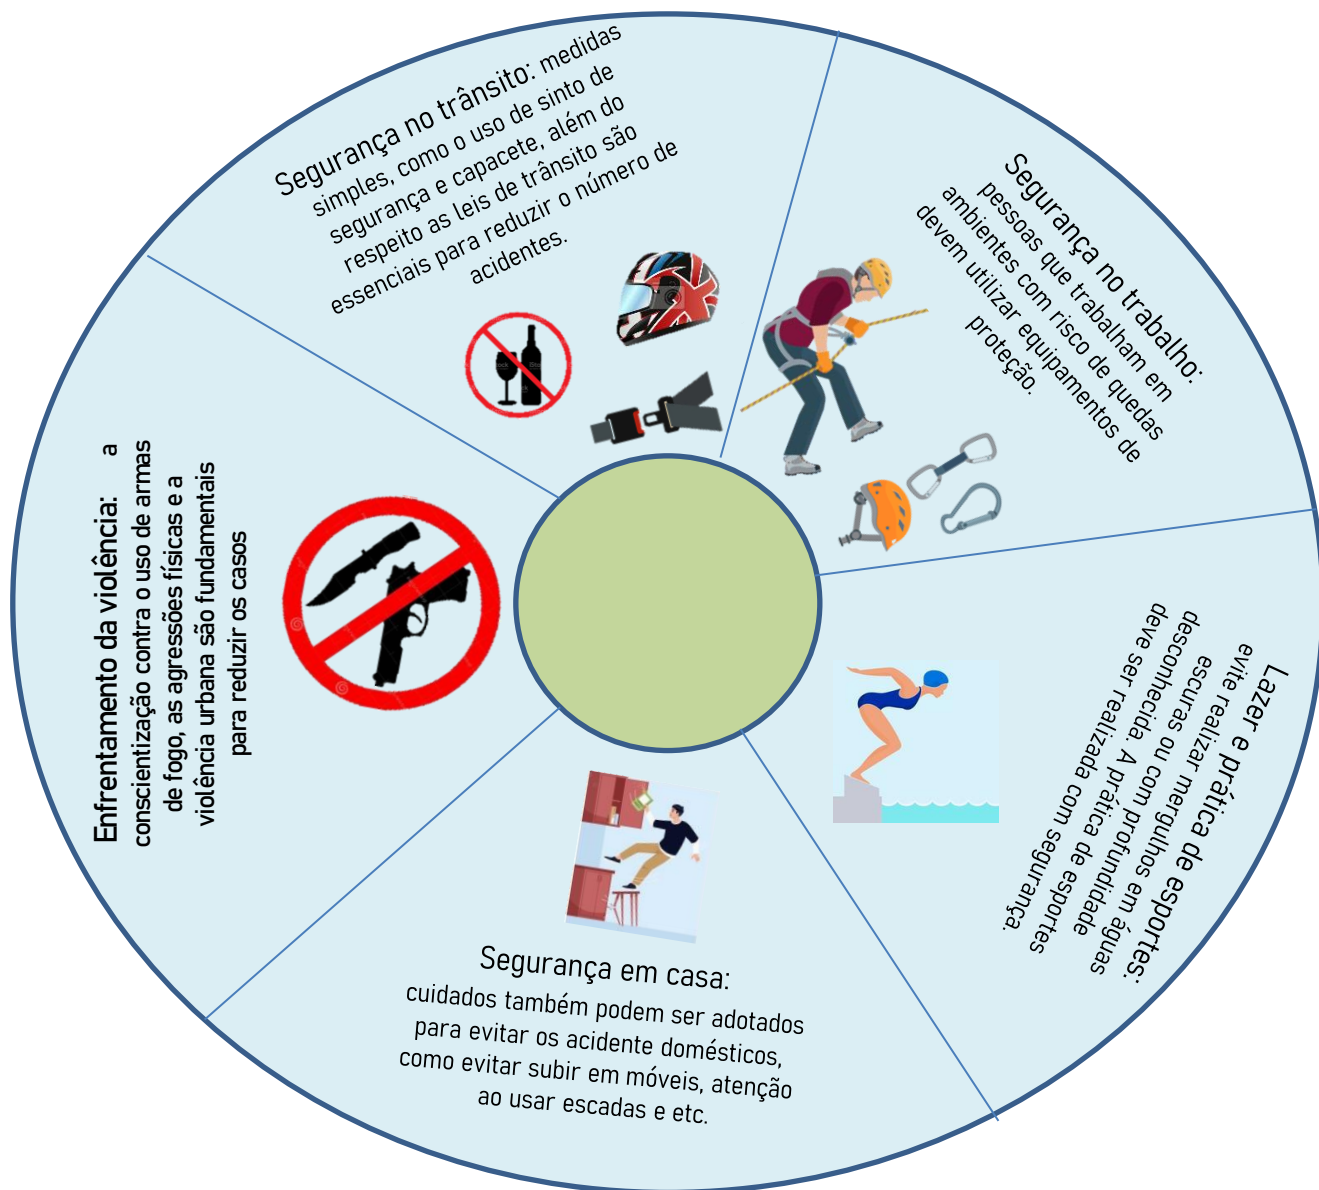 Segurança no trânsito: medidas
simples, como o uso de sinto de
segurança e capacete, além do
respeito as leis de trânsito são
essenciais para reduzir o número de
acidentes.
Segurança no trabalho:
pessoas que trabalham em
ambientes com risco de quedas
devem utilizar equipamentos de
proteção.
Lazer e prática de esportes:
evite realizar mergulhos em águas
escuras ou com profundidade
desconhecida. A prática de esportes
deve ser realizada com segurança.
Segurança em casa:
cuidados também podem ser adotados
para evitar os acidente domésticos,
como evitar subir em móveis, atenção
ao usar escadas e etc.
Enfrentamento da violência: a
conscientização contra o uso de armas
de fogo, as agressões físicas e a
violência urbana são fundamentais
para reduzir os casos